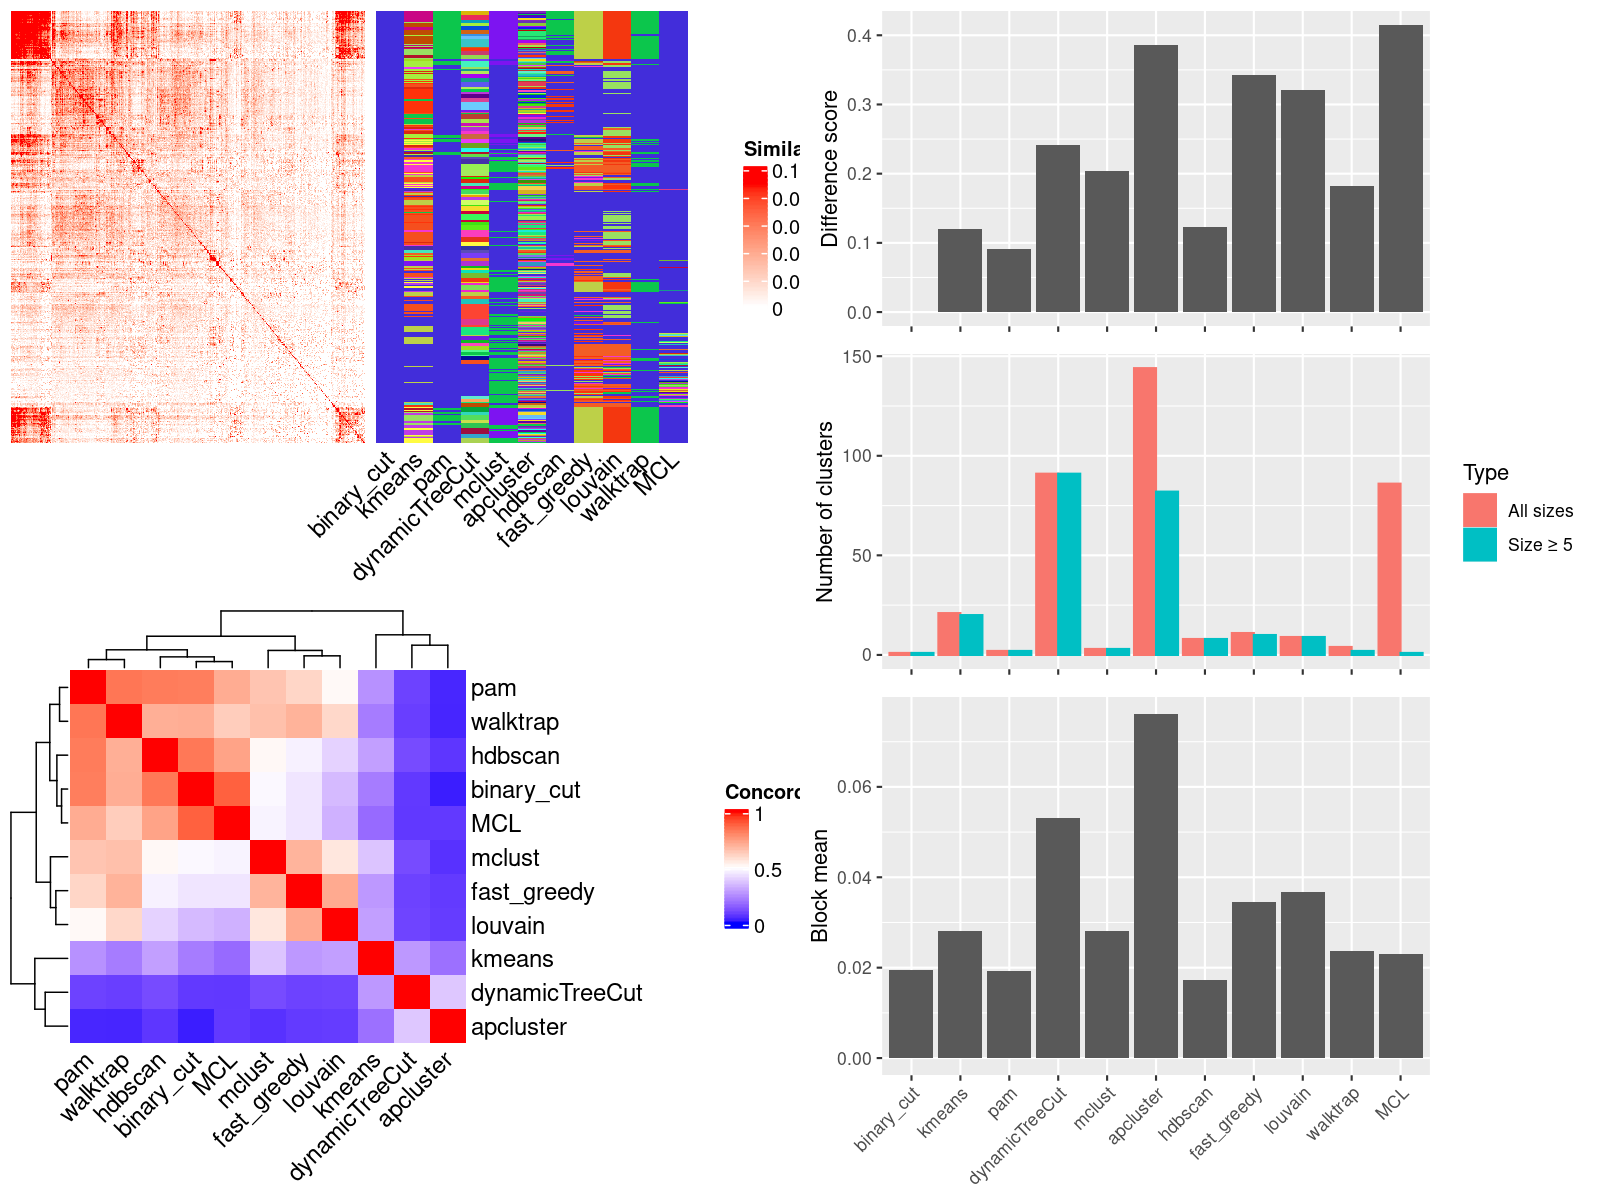 Simila
0.1
0.0
0.0
0.0
0.0
0
binary_cut
kmeans
pam
dynamicTreeCut
mclust
apcluster
hdbscan
fast_greedy
louvain
walktrap
MCL
pam
walktrap
hdbscan
binary_cut
MCL
mclust
fast_greedy
louvain
kmeans
dynamicTreeCut
apcluster
pam
walktrap
hdbscan
binary_cut
MCL
mclust
fast_greedy
louvain
kmeans
dynamicTreeCut
apcluster
Concord
1
0.5
0
Difference score
0.4
0.3
0.2
0.1
0.0
Number of clusters
150
100
50
0
Type
All sizes
Size ≥ 5
Block mean
0.06
0.04
0.02
0.00
binary_cut
kmeans
pam
dynamicTreeCut
mclust
apcluster
hdbscan
fast_greedy
louvain
walktrap
MCL